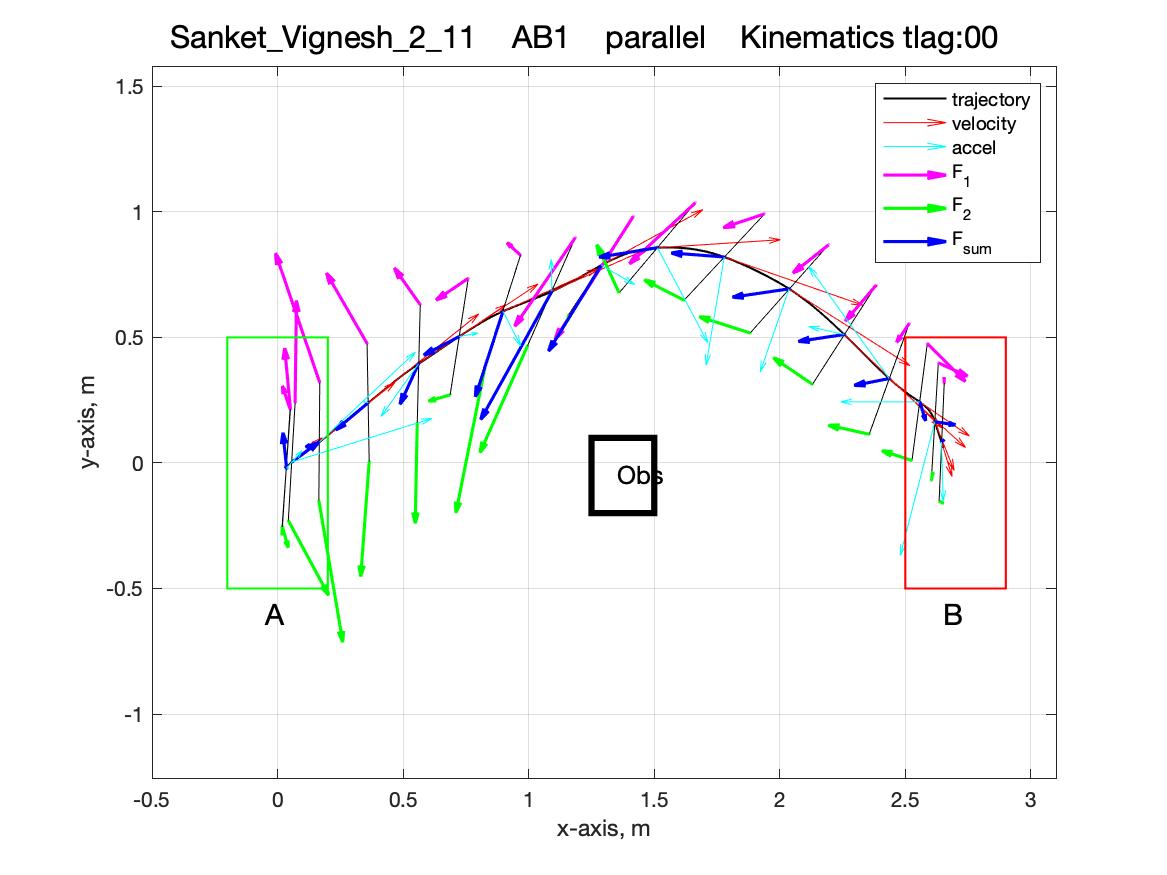 Sanket_Vignesh_2_11 AB1 parallel Kinematics tlag:00
trajectory
velocity
accel
F1
F2
Fsum
y-axis, m
1.5
1
0.5
0
-0.5
-1
Obs
A
B
-0.5 0 0.5 1 1.5 2 2.5 3
x-axis, m